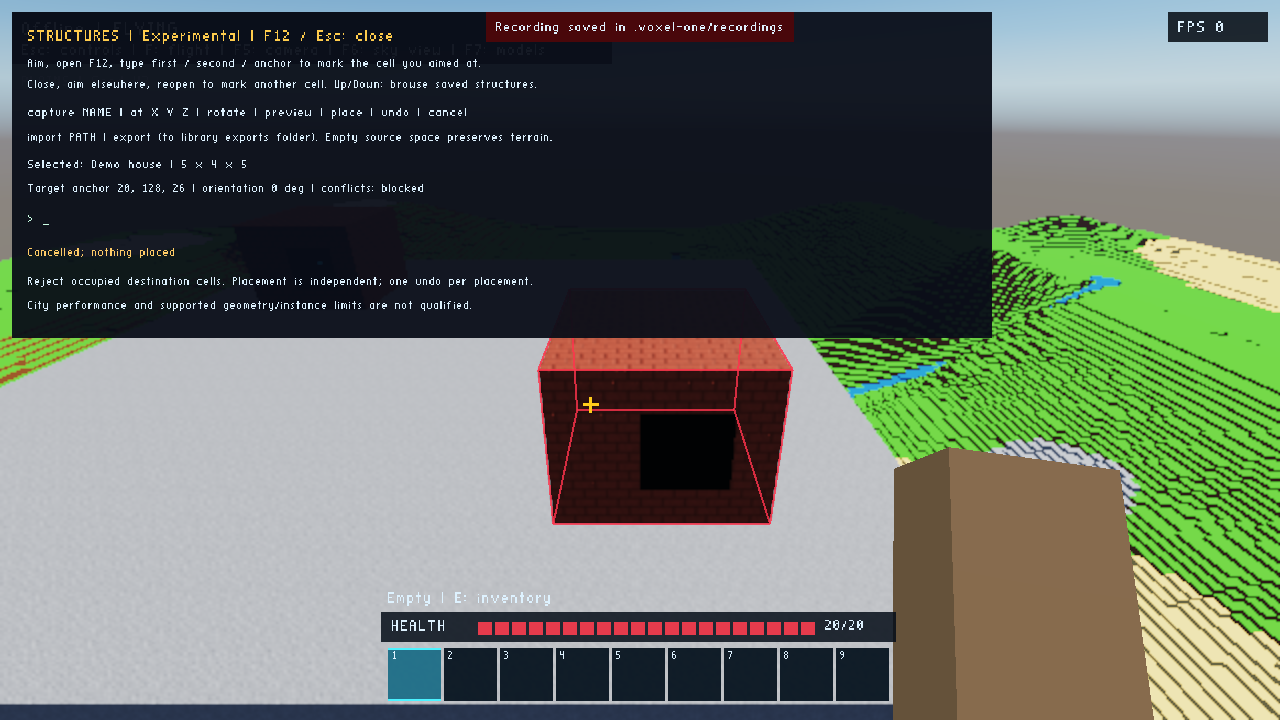 STRUCTURES | Experimental | F12 / Esc: close
Recording saved in .voxel-one/recordings
FPS 0
Aim, open F12, type first / second / anchor to mark the cell you aimed at.
Close, aim elsewhere, reopen to mark another cell. Up/Down: browse saved structures.
capture NAME | at X Y Z | rotate | preview | place | undo | cancel
import PATH | export (to library exports folder). Empty source space preserves terrain.
Selected: Demo house | 5 x 4 x 5
Target anchor 20, 128, 26 | orientation 0 deg | conflicts: blocked
> _
Cancelled; nothing placed
Reject occupied destination cells. Placement is independent; one undo per placement.
City performance and supported geometry/instance limits are not qualified.
Empty | E: inventory
HEALTH 20/20
1 2 3 4 5 6 7 8 9